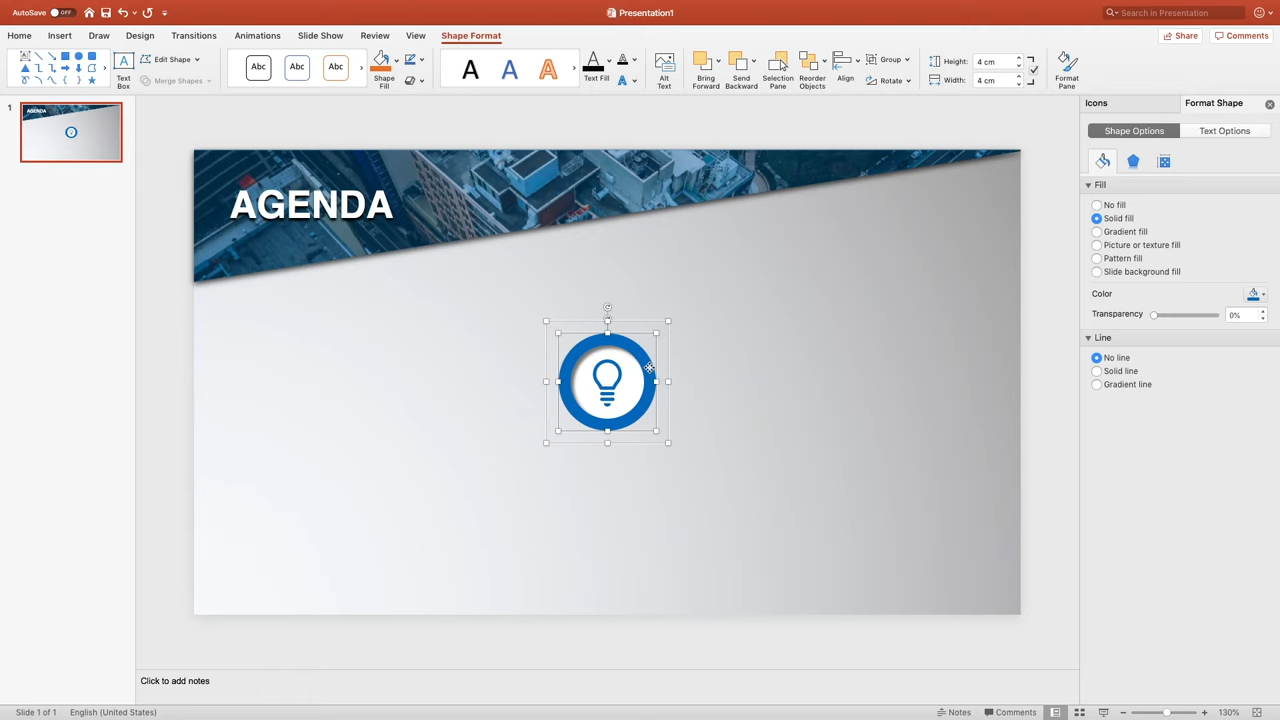 AutoSave OFF
Presentation1
Search in Presentation
Home Insert Draw Design Transitions Animations Slide Show Review View Shape Format
Share Comments
A Text Box
Edit Shape
Merge Shapes
Abc Abc Abc
Shape Fill
A A A
Text Fill
Alt Text
Bring Forward
Send Backward
Selection Pane
Reorder Objects
Align
Group
Rotate
Height: 4 cm
Width: 4 cm
Format Pane
1
AGENDA
AGENDA
Icons
Format Shape
Shape Options
Text Options
Fill
No fill
Solid fill
Gradient fill
Picture or texture fill
Pattern fill
Slide background fill
Color
Transparency 0%
Line
No line
Solid line
Gradient line
Click to add notes
Slide 1 of 1
English (United States)
Notes
Comments
130%